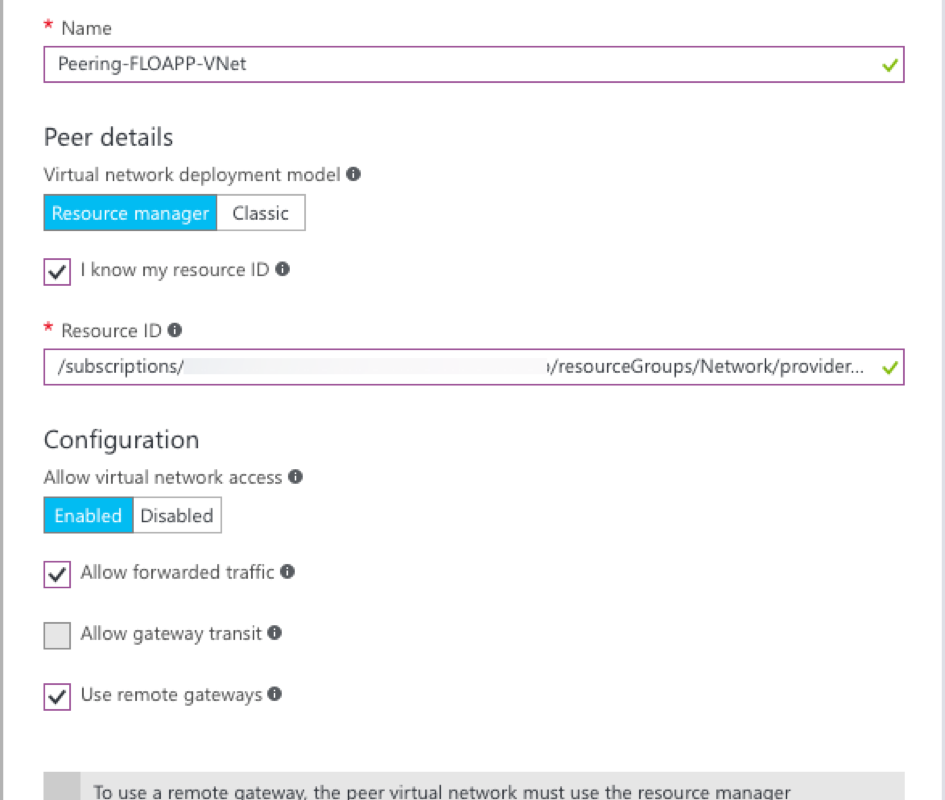 * Name
Peering-FLOAPP-VNet
Peer details
Virtual network deployment model
Resource manager Classic
I know my resource ID
* Resource ID
/subscriptions/ /resourceGroups/Network/provider...
Configuration
Allow virtual network access
Enabled Disabled
Allow forwarded traffic
Allow gateway transit
Use remote gateways
To use a remote gateway, the peer virtual network must use the resource manager